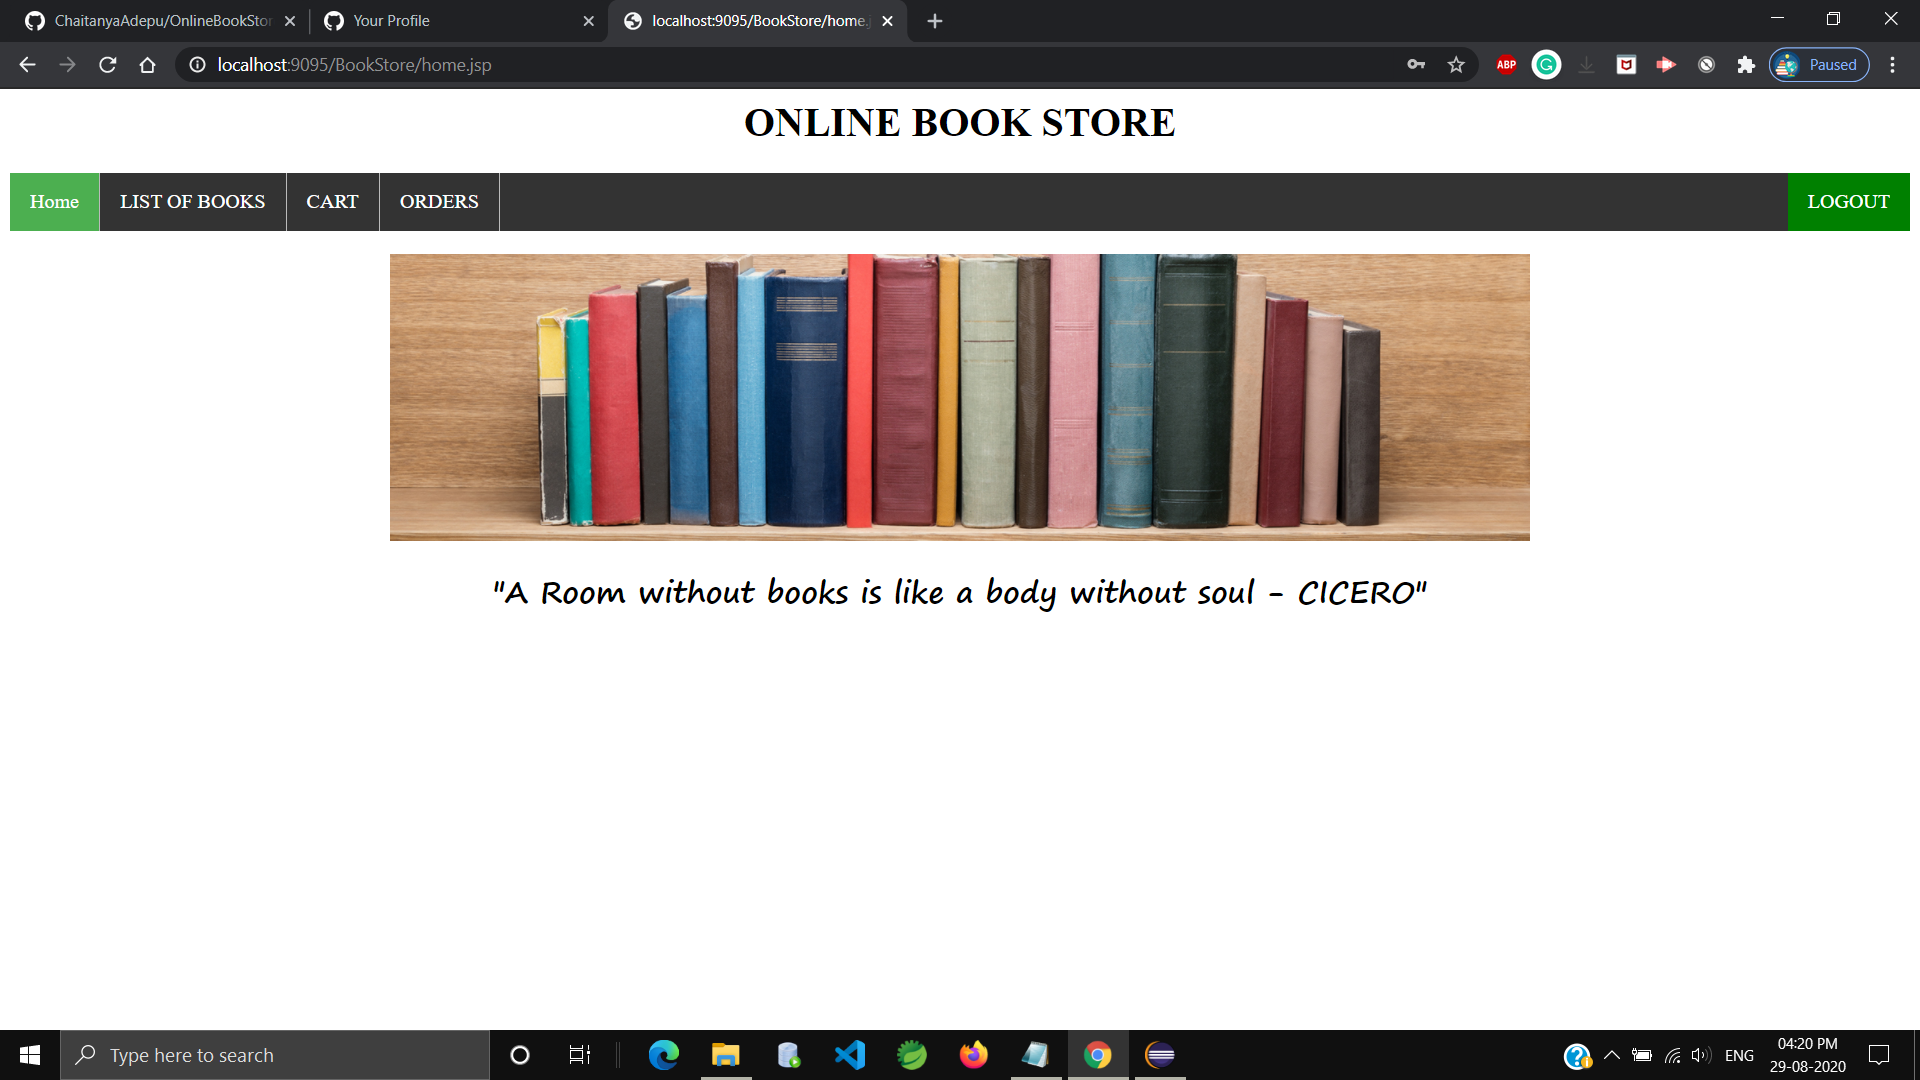 ChaitanyaAdepu/OnlineBookStor
Your Profile
localhost:9095/BookStore/home.j
localhost:9095/BookStore/home.jsp
ABP
Paused
ONLINE BOOK STORE
Home
LIST OF BOOKS
CART
ORDERS
LOGOUT
"A Room without books is like a body without soul - CICERO"
Type here to search
ENG
04:20 PM
29-08-2020